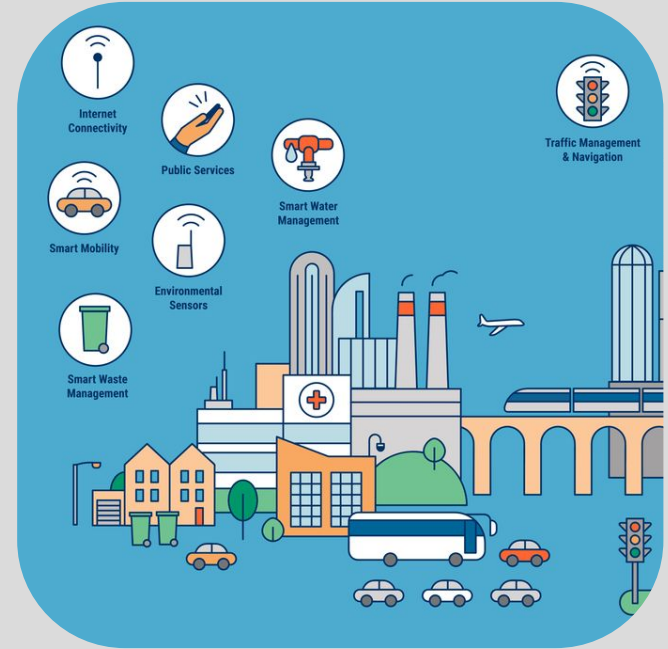 Internet
Connectivity
Public Services
Traffic Management
& Navigation
Smart Mobility
Smart Water
Management
Environmental
Sensors
Smart Waste
Management